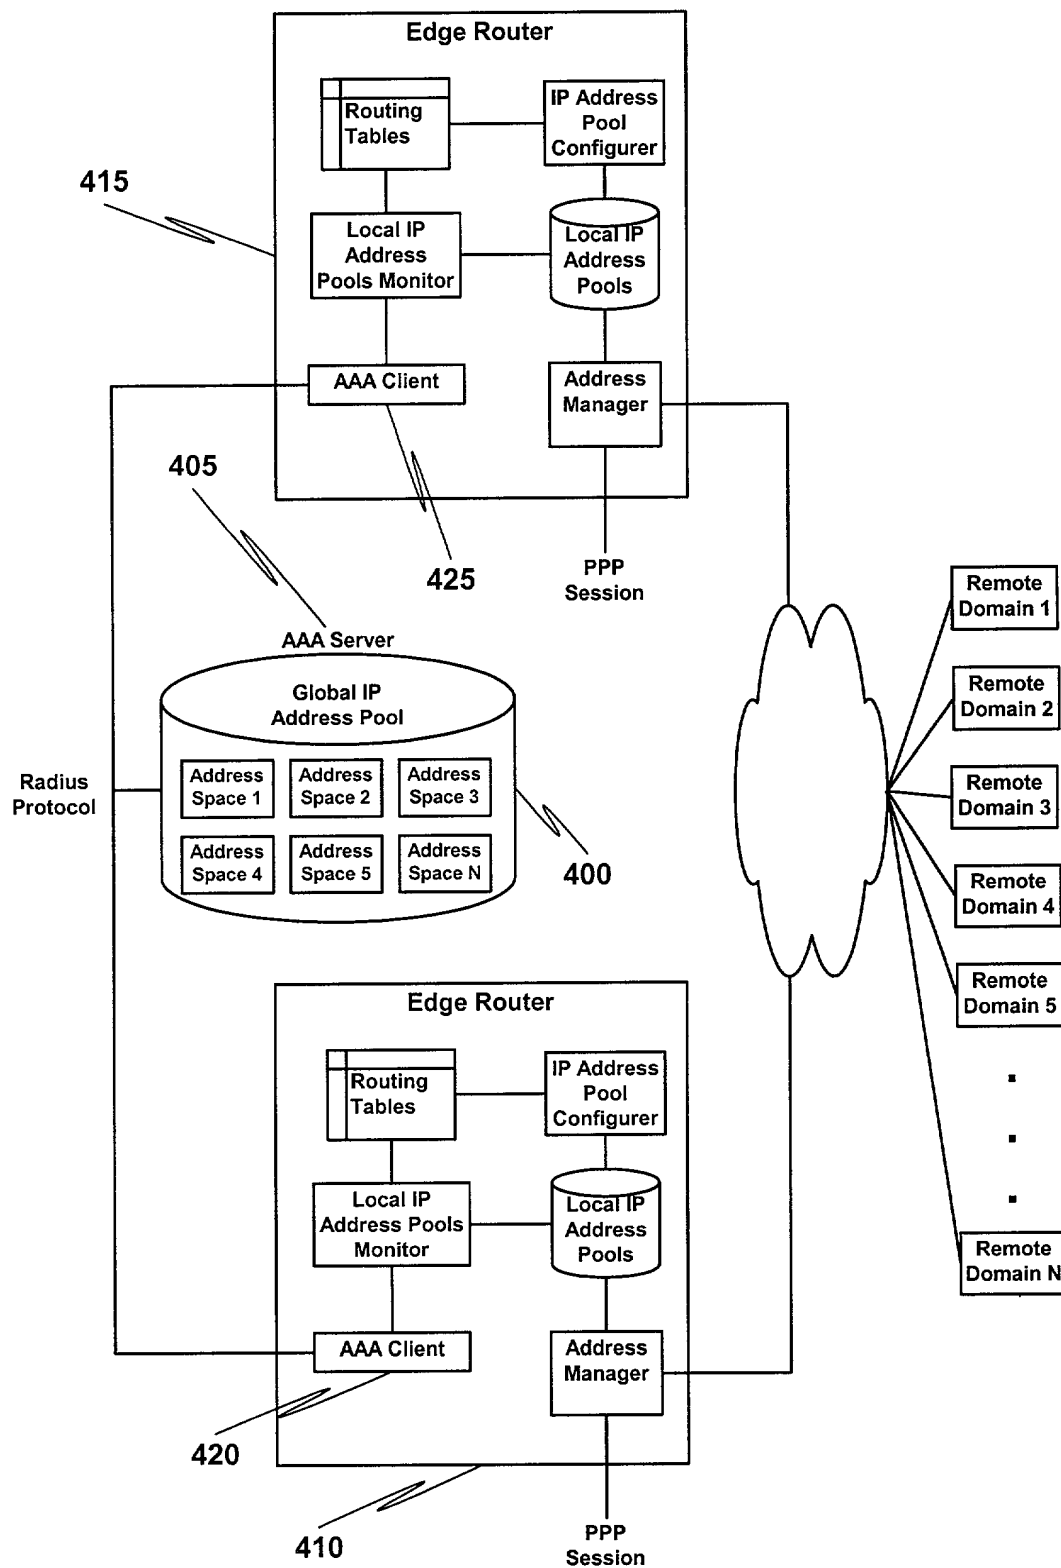 Edge Router
Routing
Tables
IP Address
Pool
Configurer
415
Local IP
Address
Pools Monitor
Local IP
Address
Pools
AAA Client
Address
Manager
405
425
PPP
Session
AAA Server
Global IP
Address Pool
Radius
Protocol
Address
Space 1
Address
Space 2
Address
Space 3
Address
Space 4
Address
Space 5
Address
Space N
400
Remote
Domain 1
Remote
Domain 2
Remote
Domain 3
Remote
Domain 4
Remote
Domain 5
Remote
Domain N
Edge Router
Routing
Tables
IP Address
Pool
Configurer
Local IP
Address Pools
Monitor
Local IP
Address
Pools
AAA Client
Address
Manager
420
410
PPP
Session